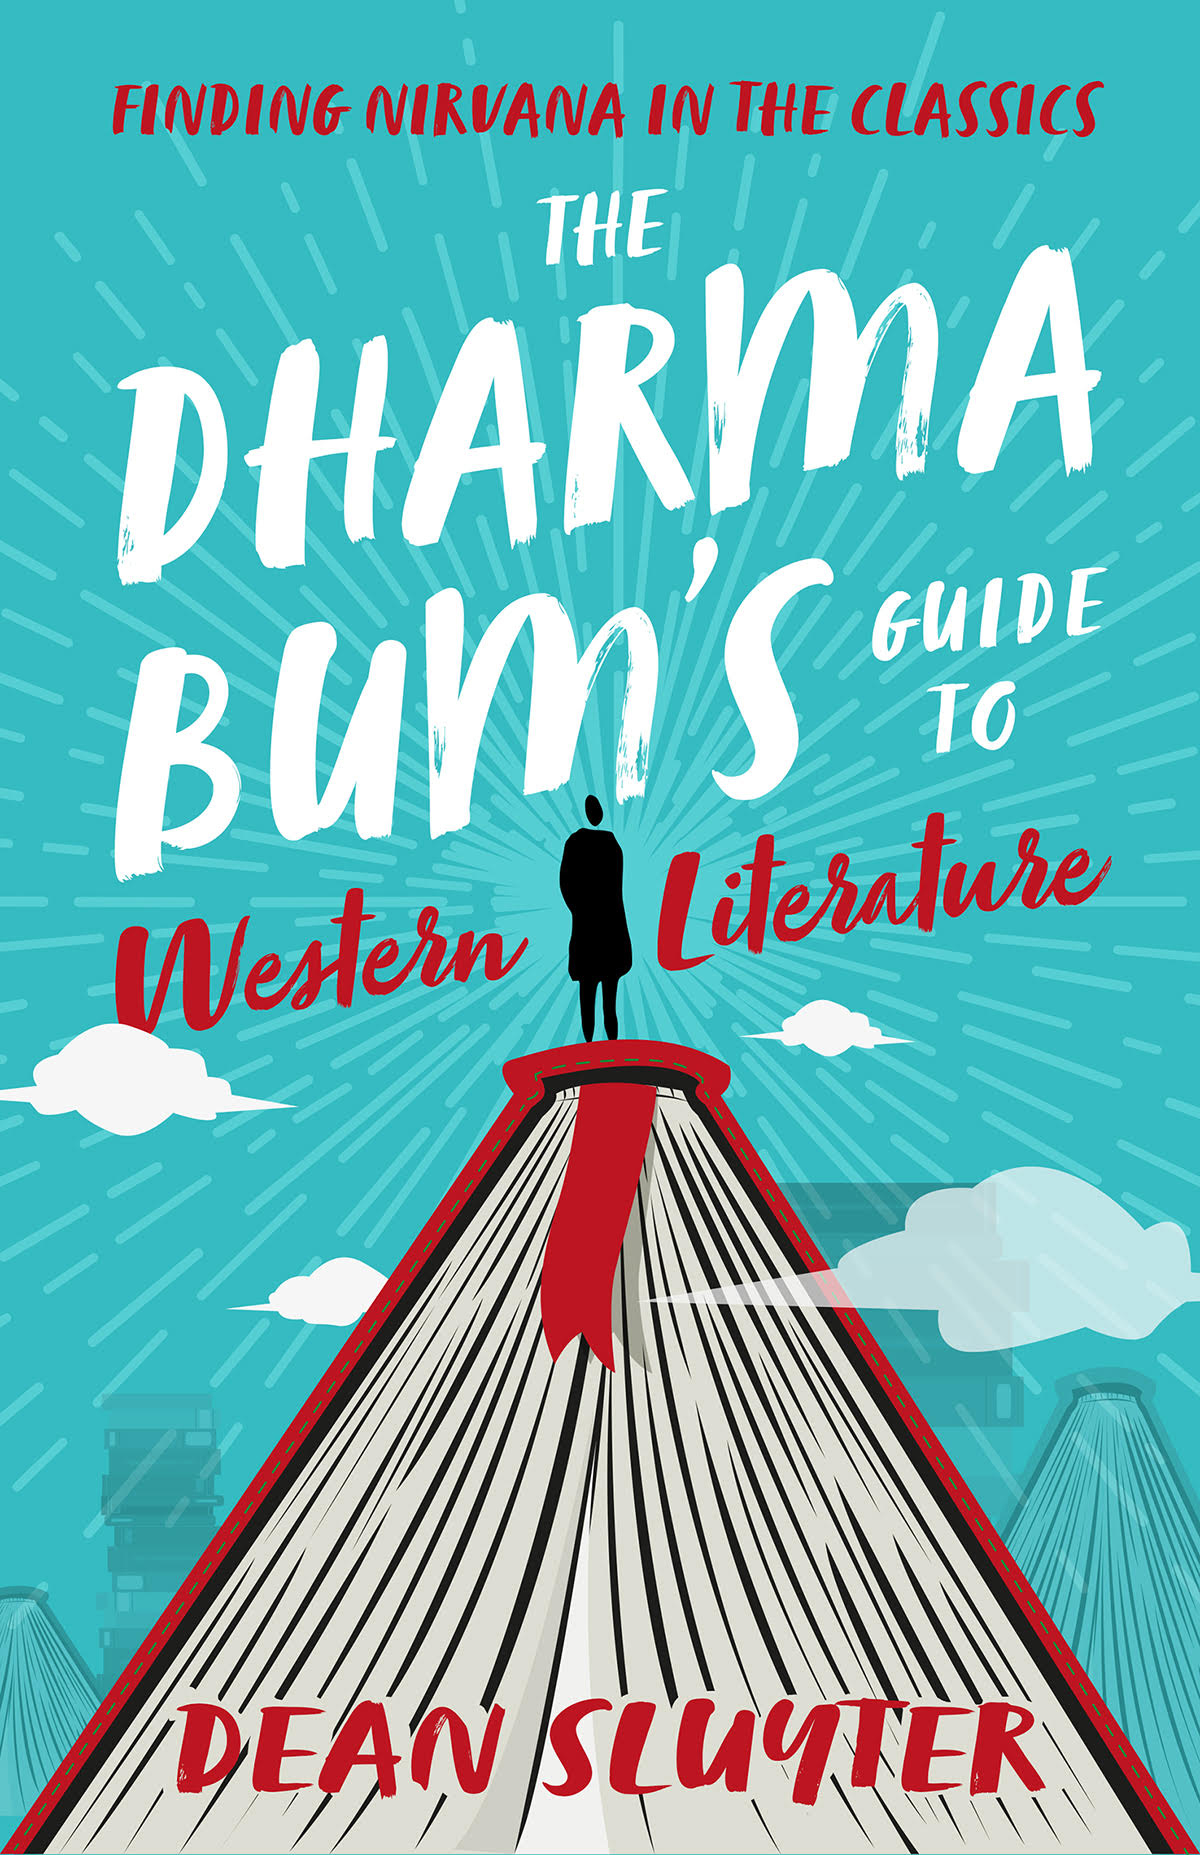 FINDING NIRVANA IN THE CLASSICS
THE
DHARMA
BUM'S GUIDE
TO
Western Literature
DEAN SLUYTER